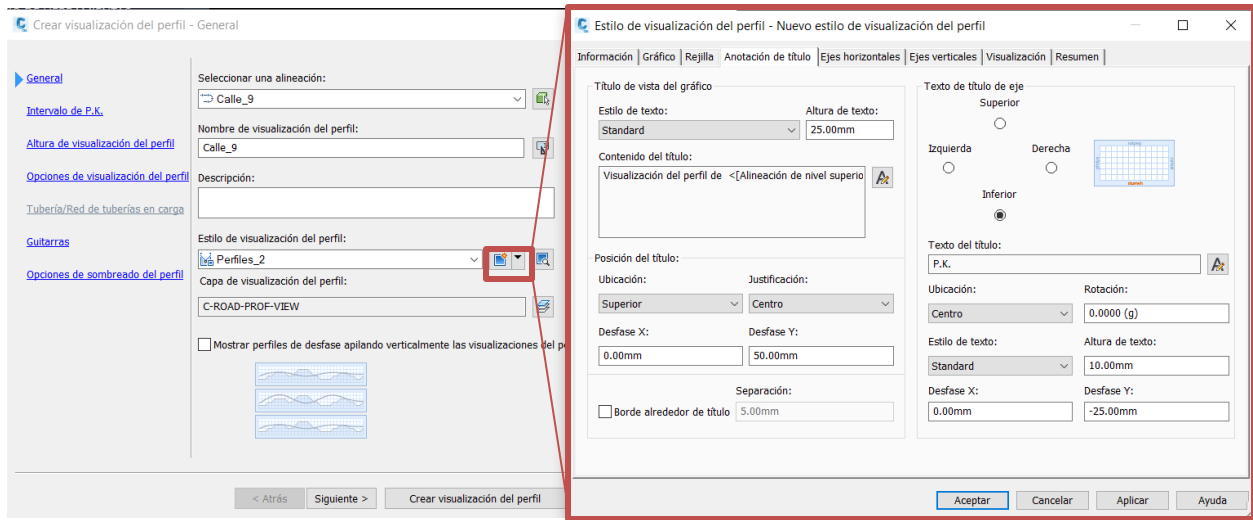 Crear visualización del perfil - General
General
Intervalo de P.K.
Altura de visualización del perfil
Opciones de visualización del perfil
Tubería/Red de tuberías en carga
Guitarras
Opciones de sombreado del perfil
Seleccionar una alineación:
Calle_9
Nombre de visualización del perfil:
Calle_9
Descripción:
Estilo de visualización del perfil:
Perfiles_2
Capa de visualización del perfil:
C-ROAD-PROF-VIEW
Mostrar perfiles de desfase apilando verticalmente las visualizaciones del
< Atrás
Siguiente >
Crear visualización del perfil
Estilo de visualización del perfil - Nuevo estilo de visualización del perfil
Información
Gráfico
Rejilla
Anotación de título
Ejes horizontales
Ejes verticales
Visualización
Resumen
Título de vista del gráfico
Estilo de texto:
Altura de texto:
Standard
25.00mm
Contenido del título:
Visualización del perfil de <[Alineación de nivel superio
Posición del título:
Ubicación:
Justificación:
Superior
Centro
Desfase X:
Desfase Y:
0.00mm
50.00mm
Separación:
Borde alrededor de título
5.00mm
Texto de título de eje
Superior
Izquierda
Derecha
Inferior
Texto del título:
P.K.
Ubicación:
Rotación:
Centro
0.0000 (g)
Estilo de texto:
Altura de texto:
Standard
10.00mm
Desfase X:
Desfase Y:
0.00mm
-25.00mm
Aceptar
Cancelar
Aplicar
Ayuda